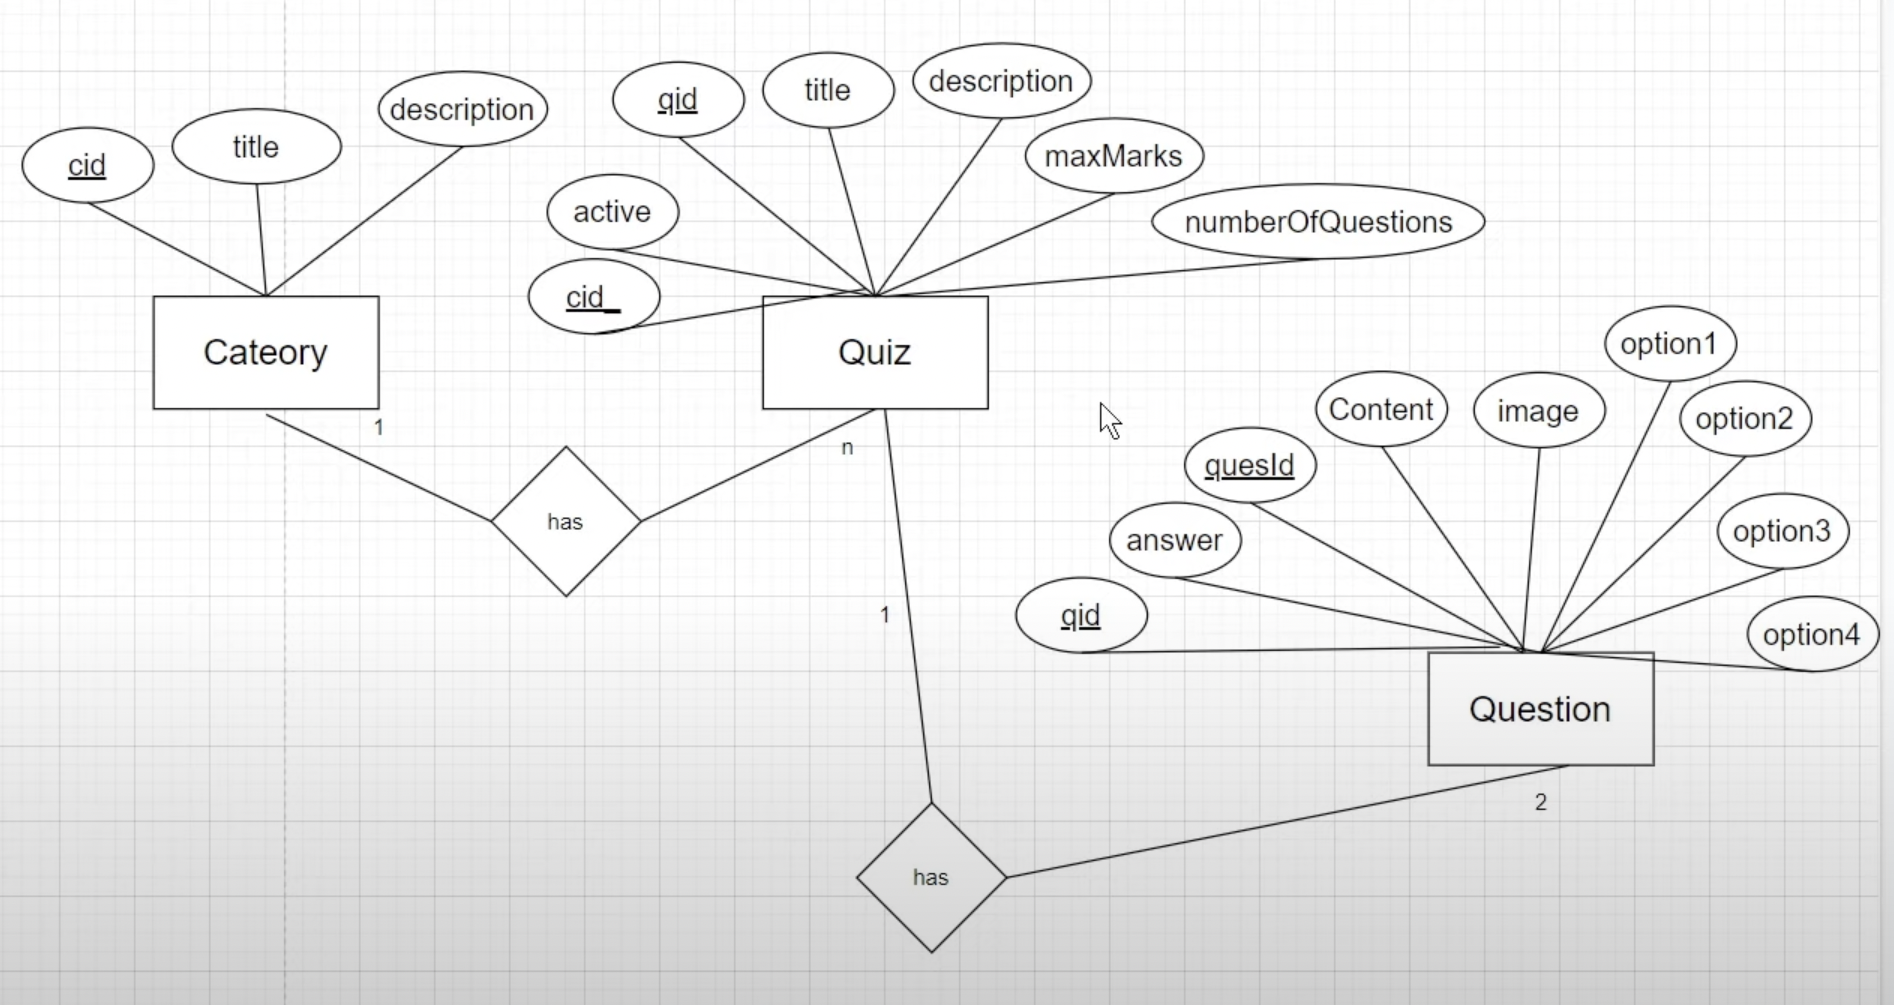 cid
title
description
Cateory
1
qid
title
description
maxMarks
numberOfQuestions
active
cid_
Quiz
n
has
1
has
option1
option2
option3
option4
Content
image
quesId
answer
qid
Question
2